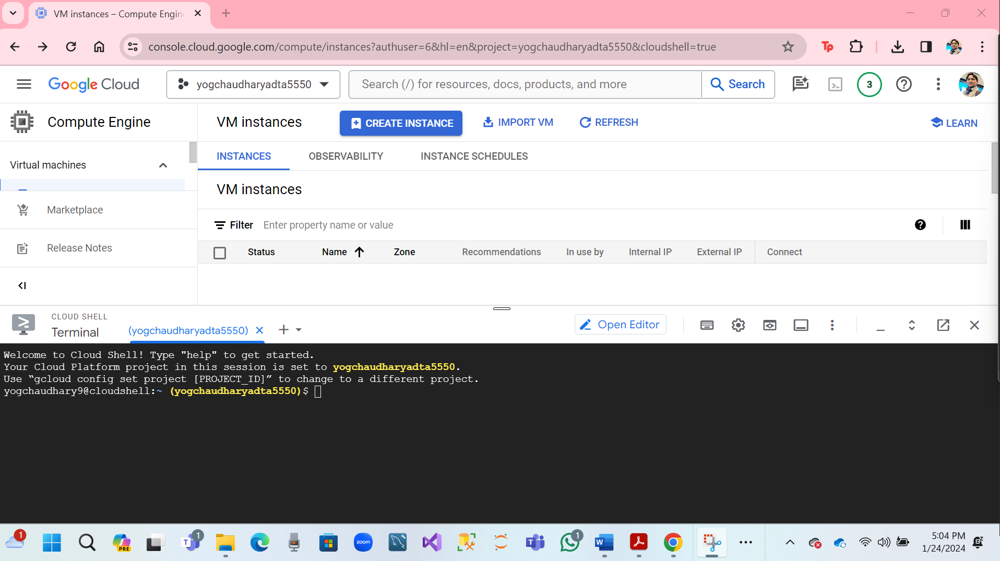 VM instances – Compute Engin
console.cloud.google.com/compute/instances?authuser=6&hl=en&project=yogchaudharyadta5550&cloudshell=true
Tp
Google Cloud
yogchaudharyadta5550
Search (/) for resources, docs, products, and more
Search
3
Compute Engine
VM instances
CREATE INSTANCE
IMPORT VM
REFRESH
LEARN
Virtual machines
INSTANCES
OBSERVABILITY
INSTANCE SCHEDULES
VM instances
Marketplace
Filter Enter property name or value
Release Notes
Status Name Zone Recommendations In use by Internal IP External IP Connect
CLOUD SHELL
Terminal
(yogchaudharyadta5550)
Open Editor
Welcome to Cloud Shell! Type "help" to get started.
Your Cloud Platform project in this session is set to yogchaudharyadta5550.
Use “gcloud config set project [PROJECT_ID]” to change to a different project.
yogchaudhary9@cloudshell:~ (yogchaudharyadta5550)$
1
PRE
T
1
zoom
T
1
W
5:04 PM
1/24/2024